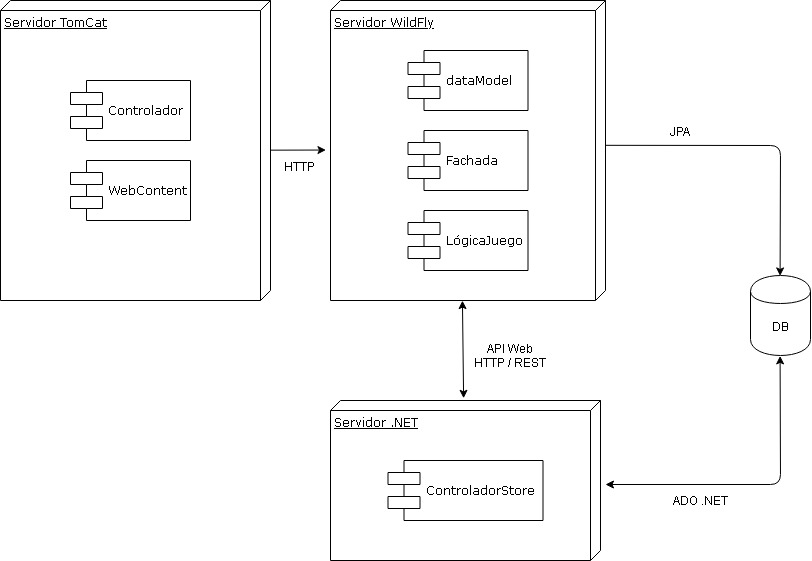 Servidor TomCat
Controlador
WebContent
HTTP
Servidor WildFly
dataModel
Fachada
LógicaJuego
JPA
DB
API Web
HTTP / REST
Servidor .NET
ControladorStore
ADO .NET